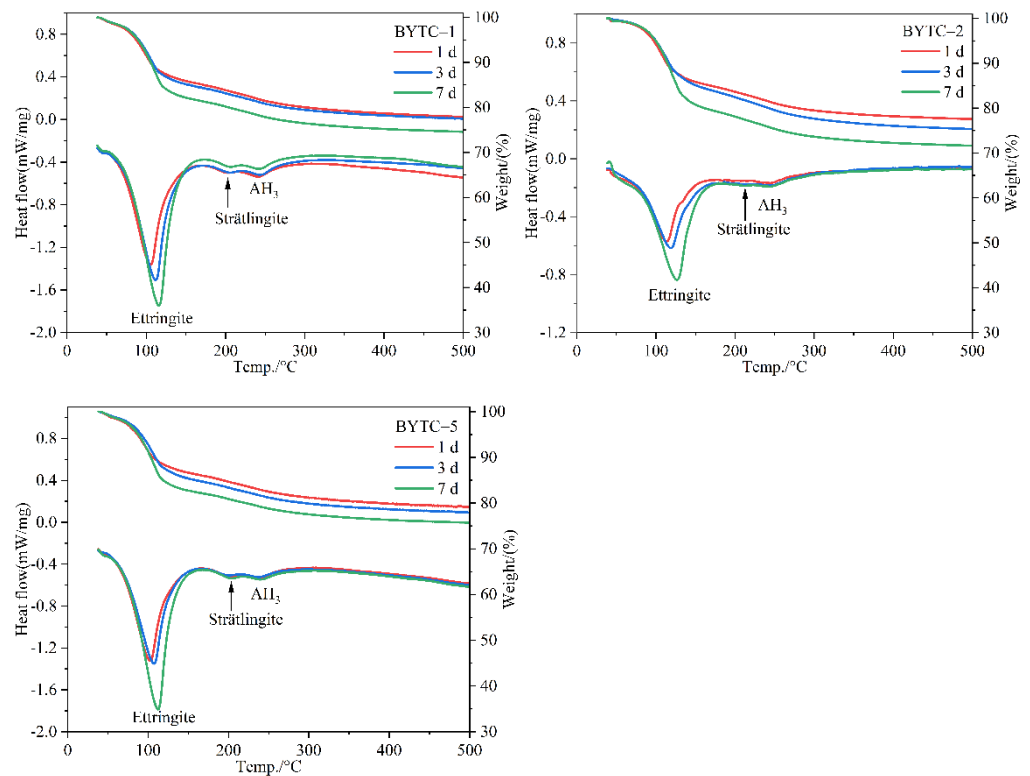 BYTC−1
1 d
3 d
7 d
0.8
0.4
0.0
-0.4
-0.8
-1.2
-1.6
-2.0
Heat flow(mW/mg)
100
90
80
70
60
50
40
30
Weight/(%)
AH3
Strätlingite
Ettringite
0 100 200 300 400 500
Temp./°C
BYTC−2
1 d
3 d
7 d
0.8
0.4
0.0
-0.4
-0.8
-1.2
Heat flow(mW/mg)
100
90
80
70
60
50
40
30
Weight/(%)
AH3
Strätlingite
Ettringite
0 100 200 300 400 500
Temp./°C
BYTC−5
1 d
3 d
7 d
0.8
0.4
0.0
-0.4
-0.8
-1.2
-1.6
-2.0
Heat flow(mW/mg)
100
90
80
70
60
50
40
30
Weight/(%)
AH3
Strätlingite
Ettringite
0 100 200 300 400 500
Temp./°C